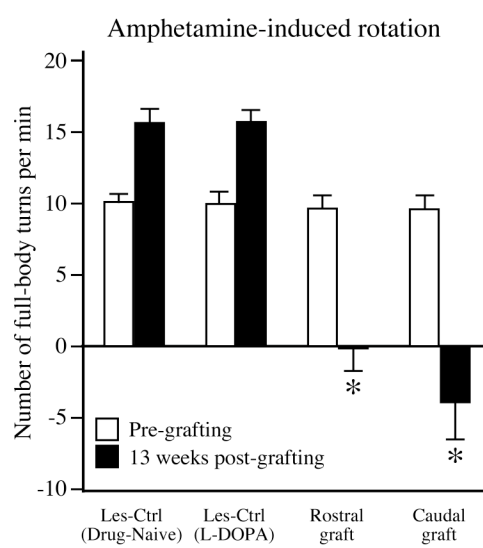 Amphetamine-induced rotation
Number of full-body turns per min
20
15
10
5
0
-5
-10
*
*
Pre-grafting
13 weeks post-grafting
Les-Ctrl
(Drug-Naive)
Les-Ctrl
(L-DOPA)
Rostral
graft
Caudal
graft